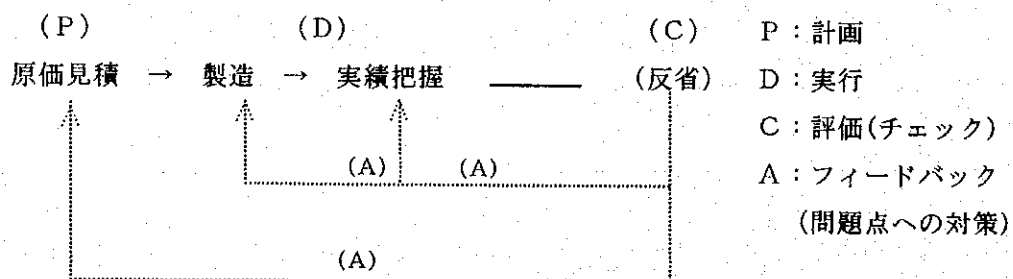 (P) (D) (C) P：計画
原価見積 → 製造 → 実績把握 (反省) D：実行
C：評価(チェック)
(A) (A) A：フィードバック
(問題点への対策)
(A)